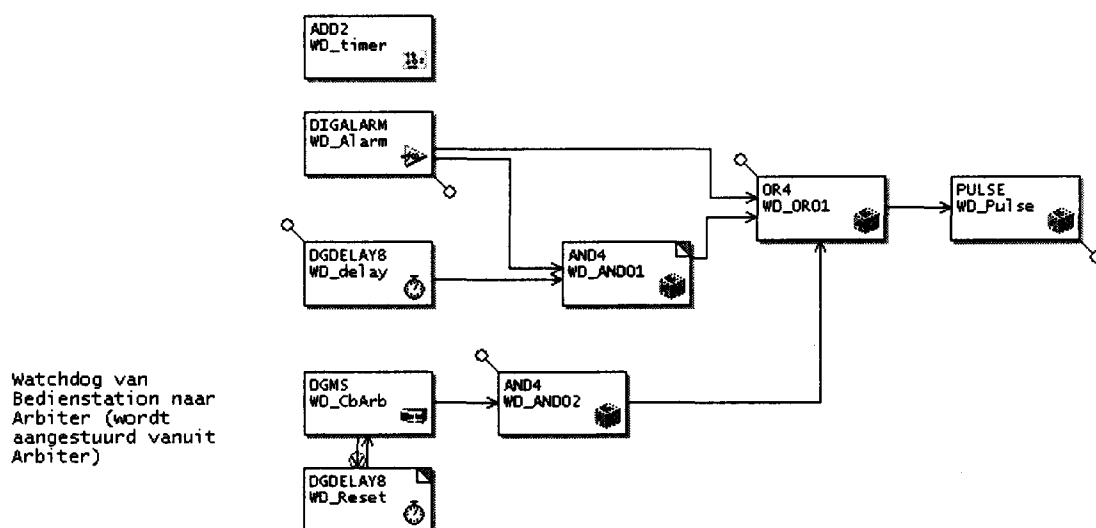 ADD2
WD_timer
DIGALARM
WD_Alarm
OR4
WD_OR01
PULSE
WD_Pulse
DGDELAY8
WD_delay
AND4
WD_AND01
Watchdog van
Bedienstation naar
Arbiter (wordt
aangestuurd vanuit
Arbiter)
DGMS
WD_CbArb
AND4
WD_AND02
DGDELAY8
WD_Reset